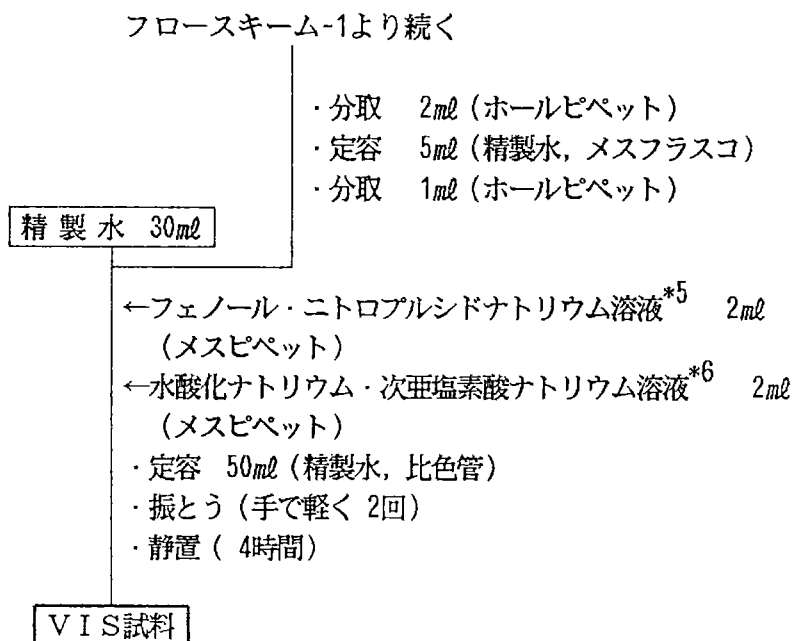 フロースキーム-1より続く
・分取 2mℓ (ホールピペット)
・定容 5mℓ (精製水, メスフラスコ)
・分取 1mℓ (ホールピペット)
精製水 30mℓ
←フェノール・ニトロプルシドナトリウム溶液*5 2mℓ
(メスピペット)
←水酸化ナトリウム・次亜塩素酸ナトリウム溶液*6 2mℓ
(メスピペット)
・定容 50mℓ (精製水, 比色管)
・振とう (手で軽く 2回)
・静置 ( 4時間)
VIS試料